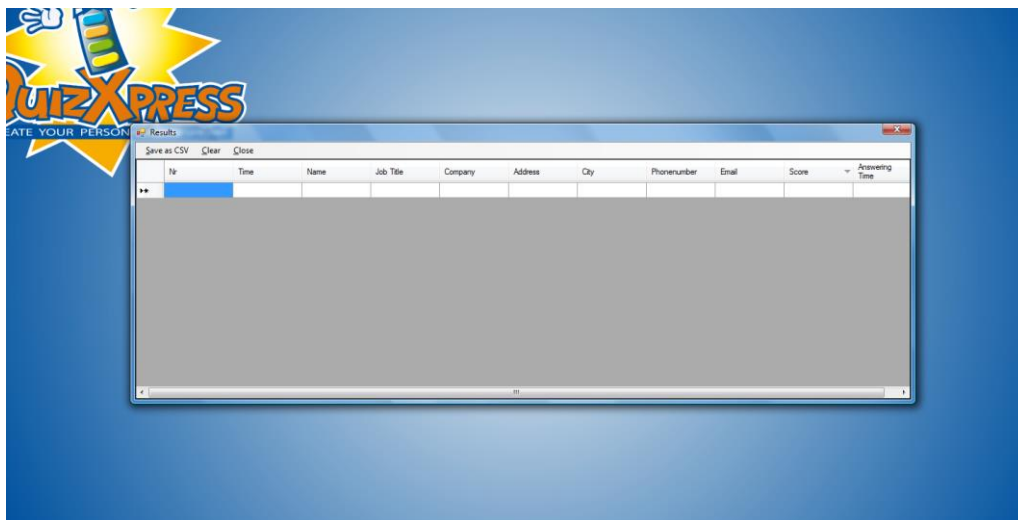 QUIZXPRESS
EATE YOUR PERSON
Results
Save as CSV Clear Close
Nr Time Name Job Title Company Address City Phonenumber Email Score Answering Time